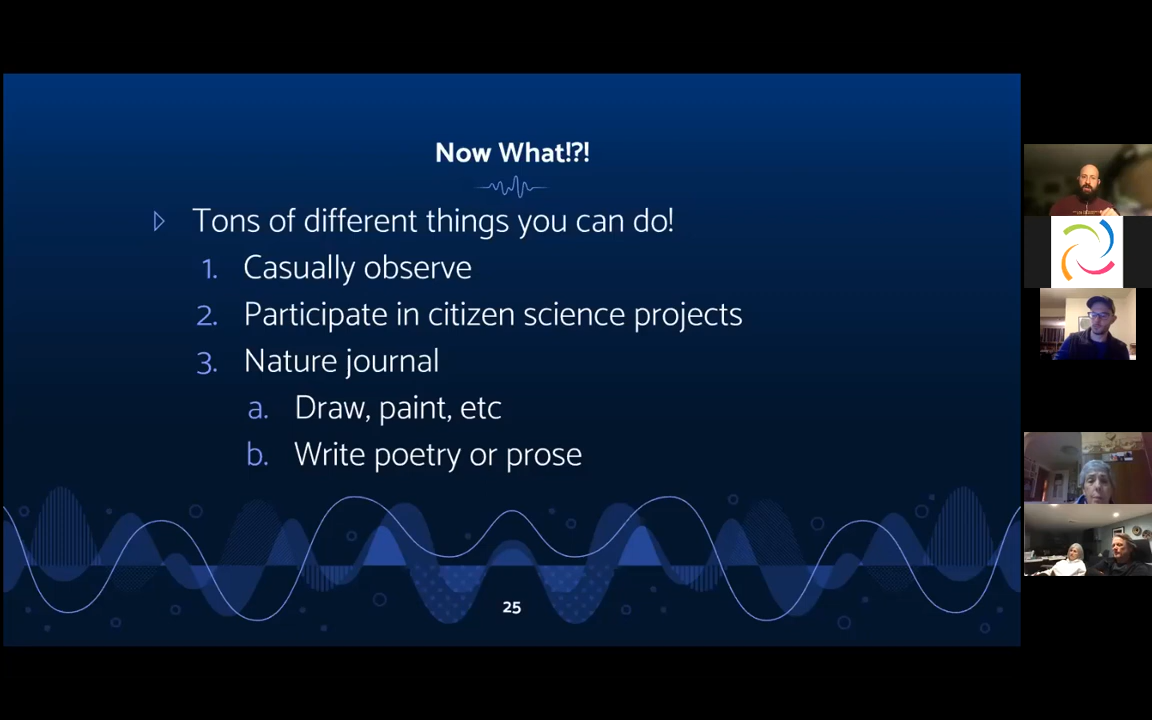 Now What!?!
Tons of different things you can do!
1. Casually observe
2. Participate in citizen science projects
3. Nature journal
a. Draw, paint, etc
b. Write poetry or prose
25